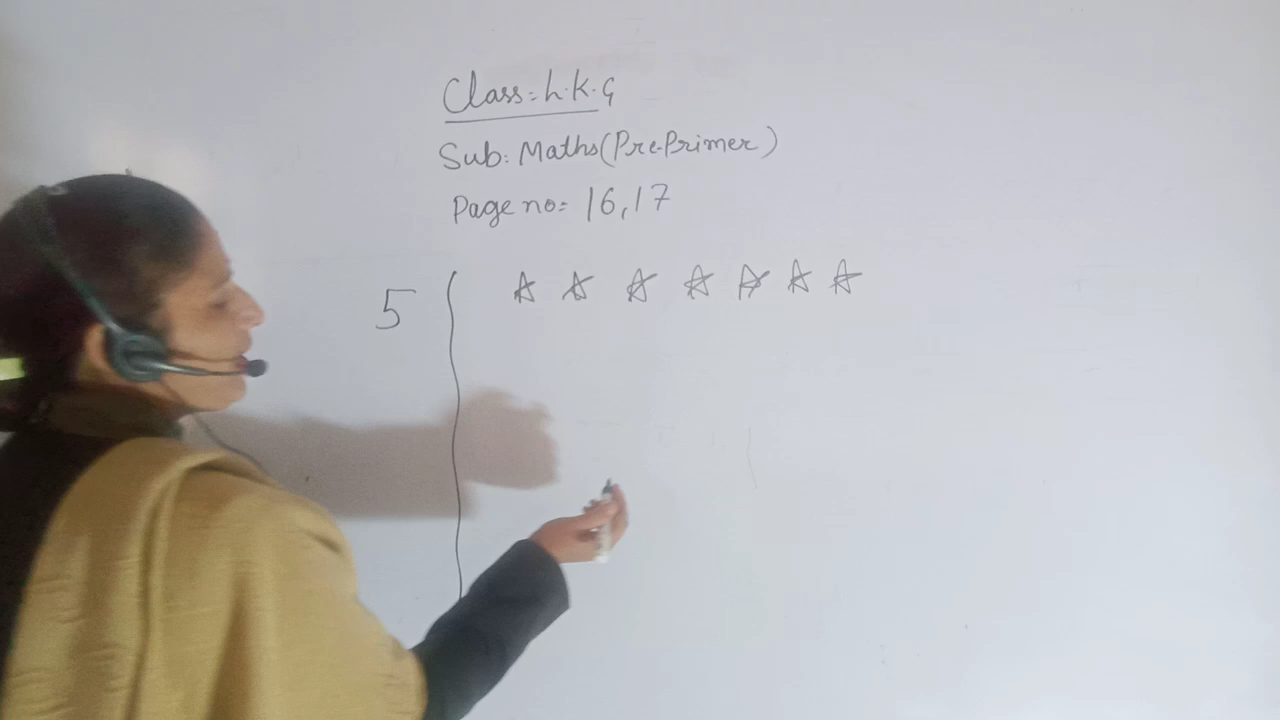 Class:- L.K.G
Sub: Maths(Pre-Primer)
Page no:- 16,17
5